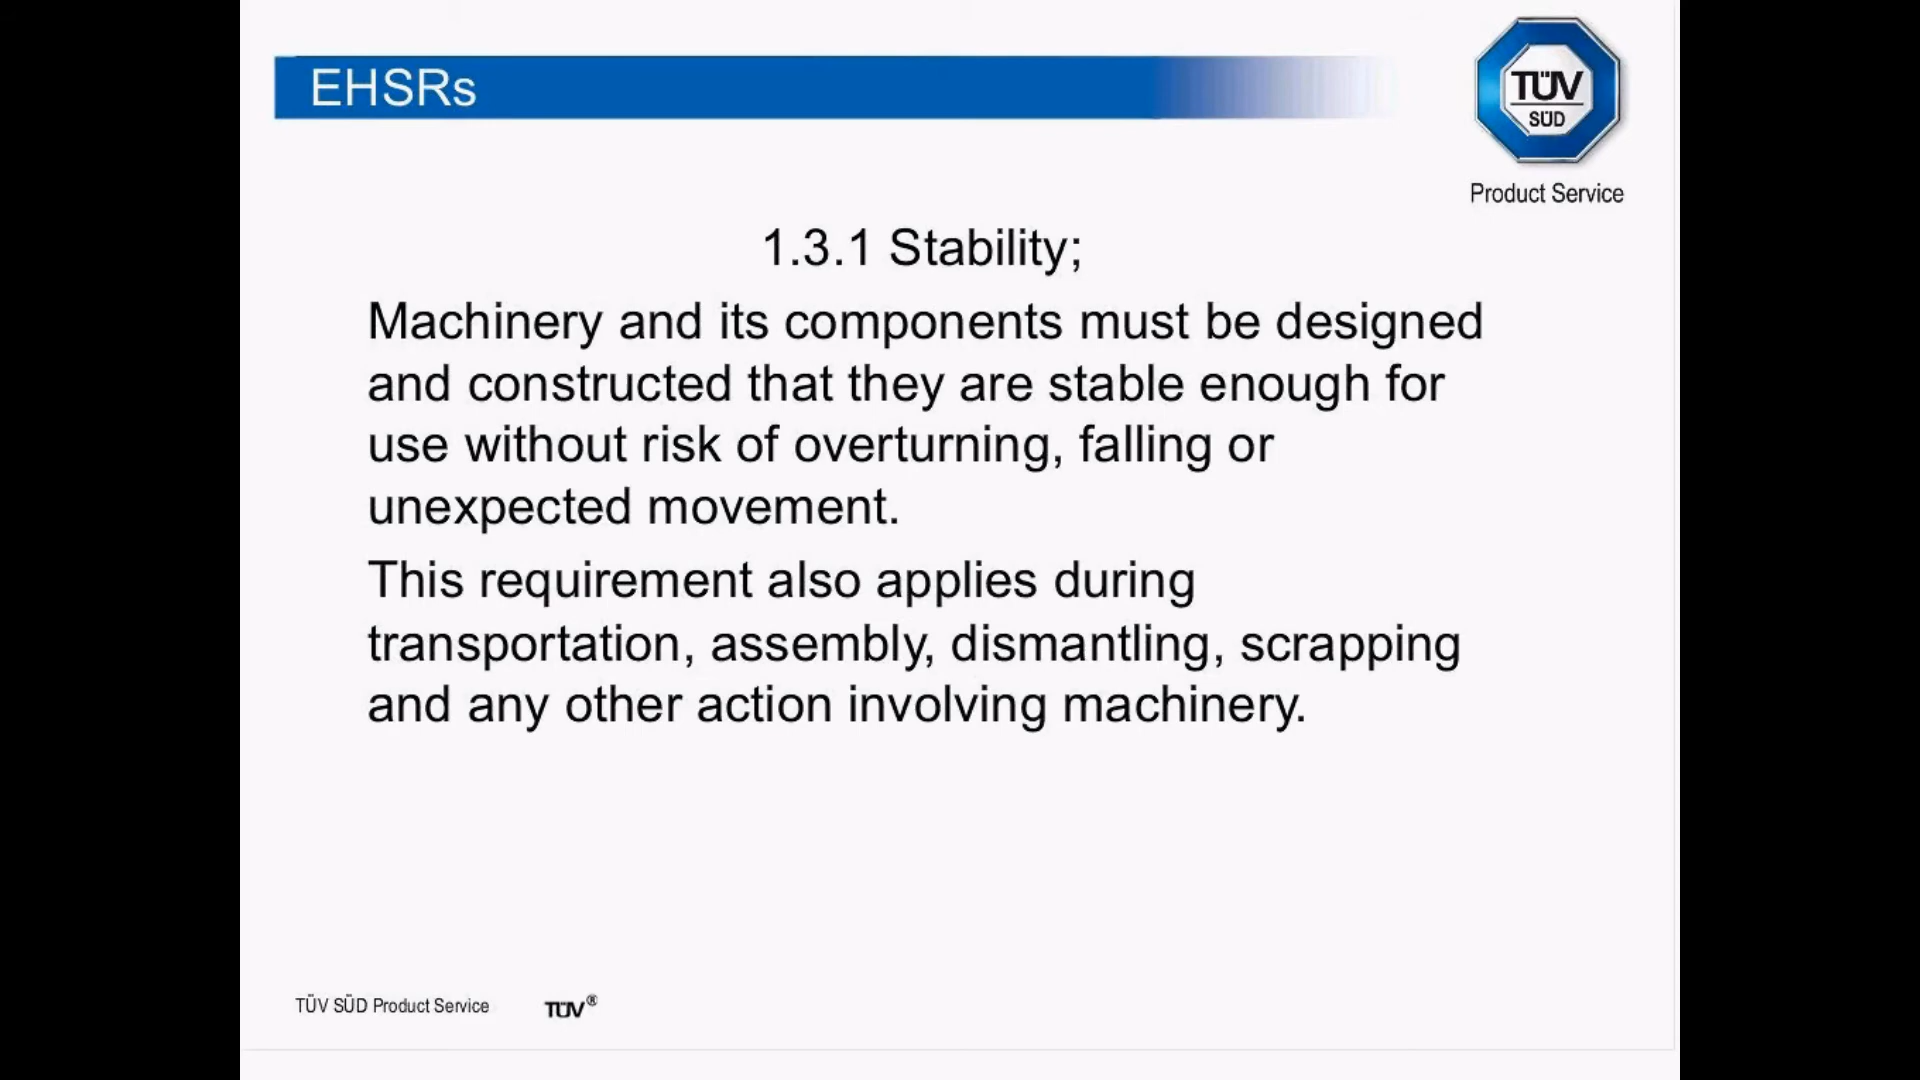 EHSRs
TÜV
SÜD
Product Service
1.3.1 Stability;
Machinery and its components must be designed
and constructed that they are stable enough for
use without risk of overturning, falling or
unexpected movement.
This requirement also applies during
transportation, assembly, dismantling, scrapping
and any other action involving machinery.
TÜV SÜD Product Service TÜV®